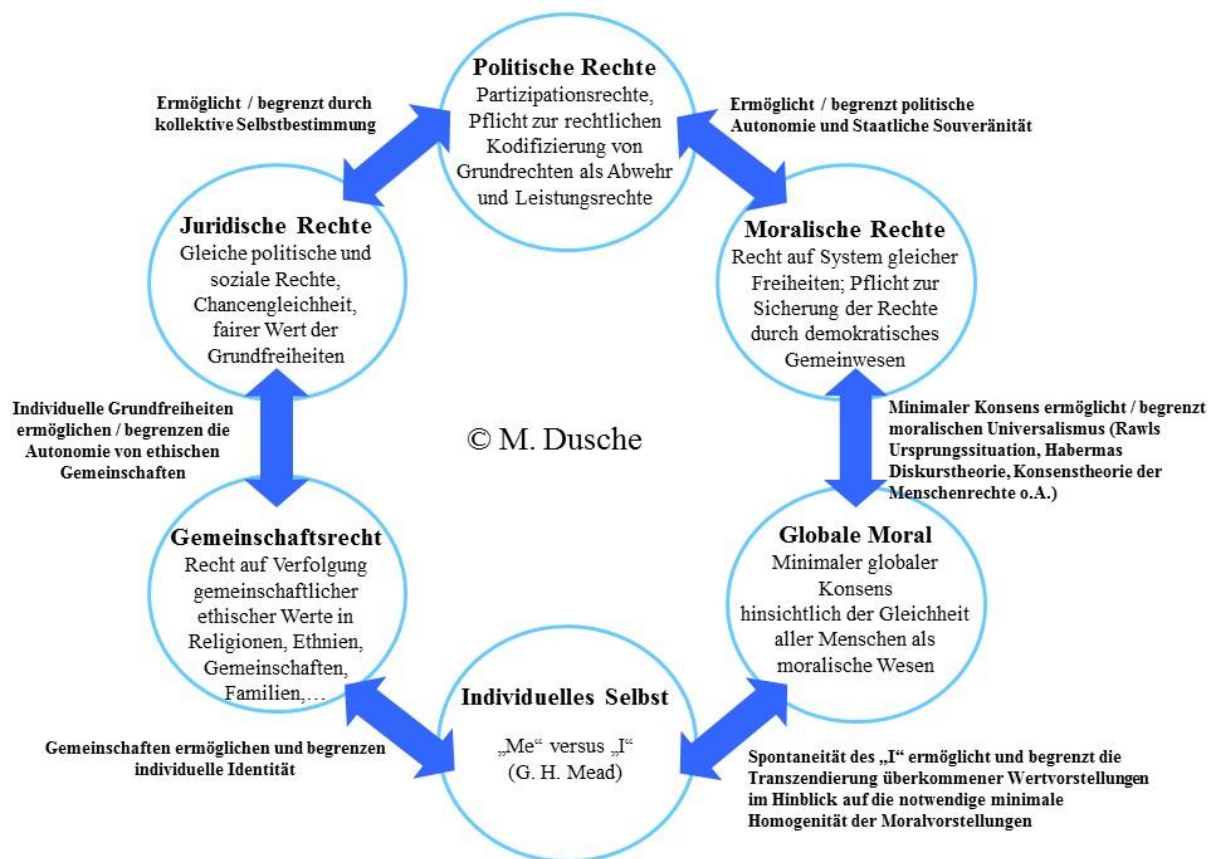 Politische Rechte
Partizipationsrechte,
Pflicht zur rechtlichen
Kodifizierung von
Grundrechten als Abwehr
und Leistungsrechte
Ermöglicht / begrenzt durch
kollektive Selbstbestimmung
Ermöglicht / begrenzt politische
Autonomie und Staatliche Souveränität
Juridische Rechte
Gleiche politische und
soziale Rechte,
Chancengleichheit,
fairer Wert der
Grundfreiheiten
Moralische Rechte
Recht auf System gleicher
Freiheiten; Pflicht zur
Sicherung der Rechte
durch demokratisches
Gemeinwesen
Individuelle Grundfreiheiten
ermöglichen / begrenzen die
Autonomie von ethischen
Gemeinschaften
© M. Dusche
Minimaler Konsens ermöglicht / begrenzt
moralischen Universalismus (Rawls
Ursprungssituation, Habermas
Diskurstheorie, Konsenstheorie der
Menschenrechte o.A.)
Gemeinschaftsrecht
Recht auf Verfolgung
gemeinschaftlicher
ethischer Werte in
Religionen, Ethnien,
Gemeinschaften,
Familien,…
Globale Moral
Minimaler globaler
Konsens
hinsichtlich der Gleichheit
aller Menschen als
moralische Wesen
Individuelles Selbst
„Me“ versus „I“
(G. H. Mead)
Gemeinschaften ermöglichen und begrenzen
individuelle Identität
Spontaneität des „I“ ermöglicht und begrenzt die
Transzendierung überkommener Wertvorstellungen
im Hinblick auf die notwendige minimale
Homogenität der Moralvorstellungen